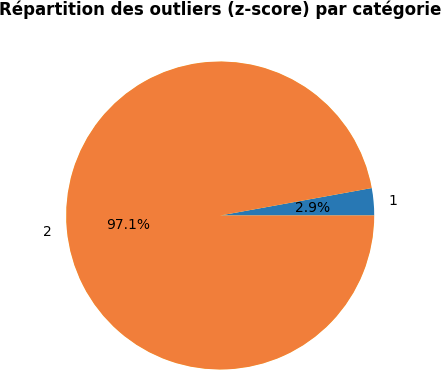 Répartition des outliers (z-score) par catégorie
1
2.9%
97.1%
2